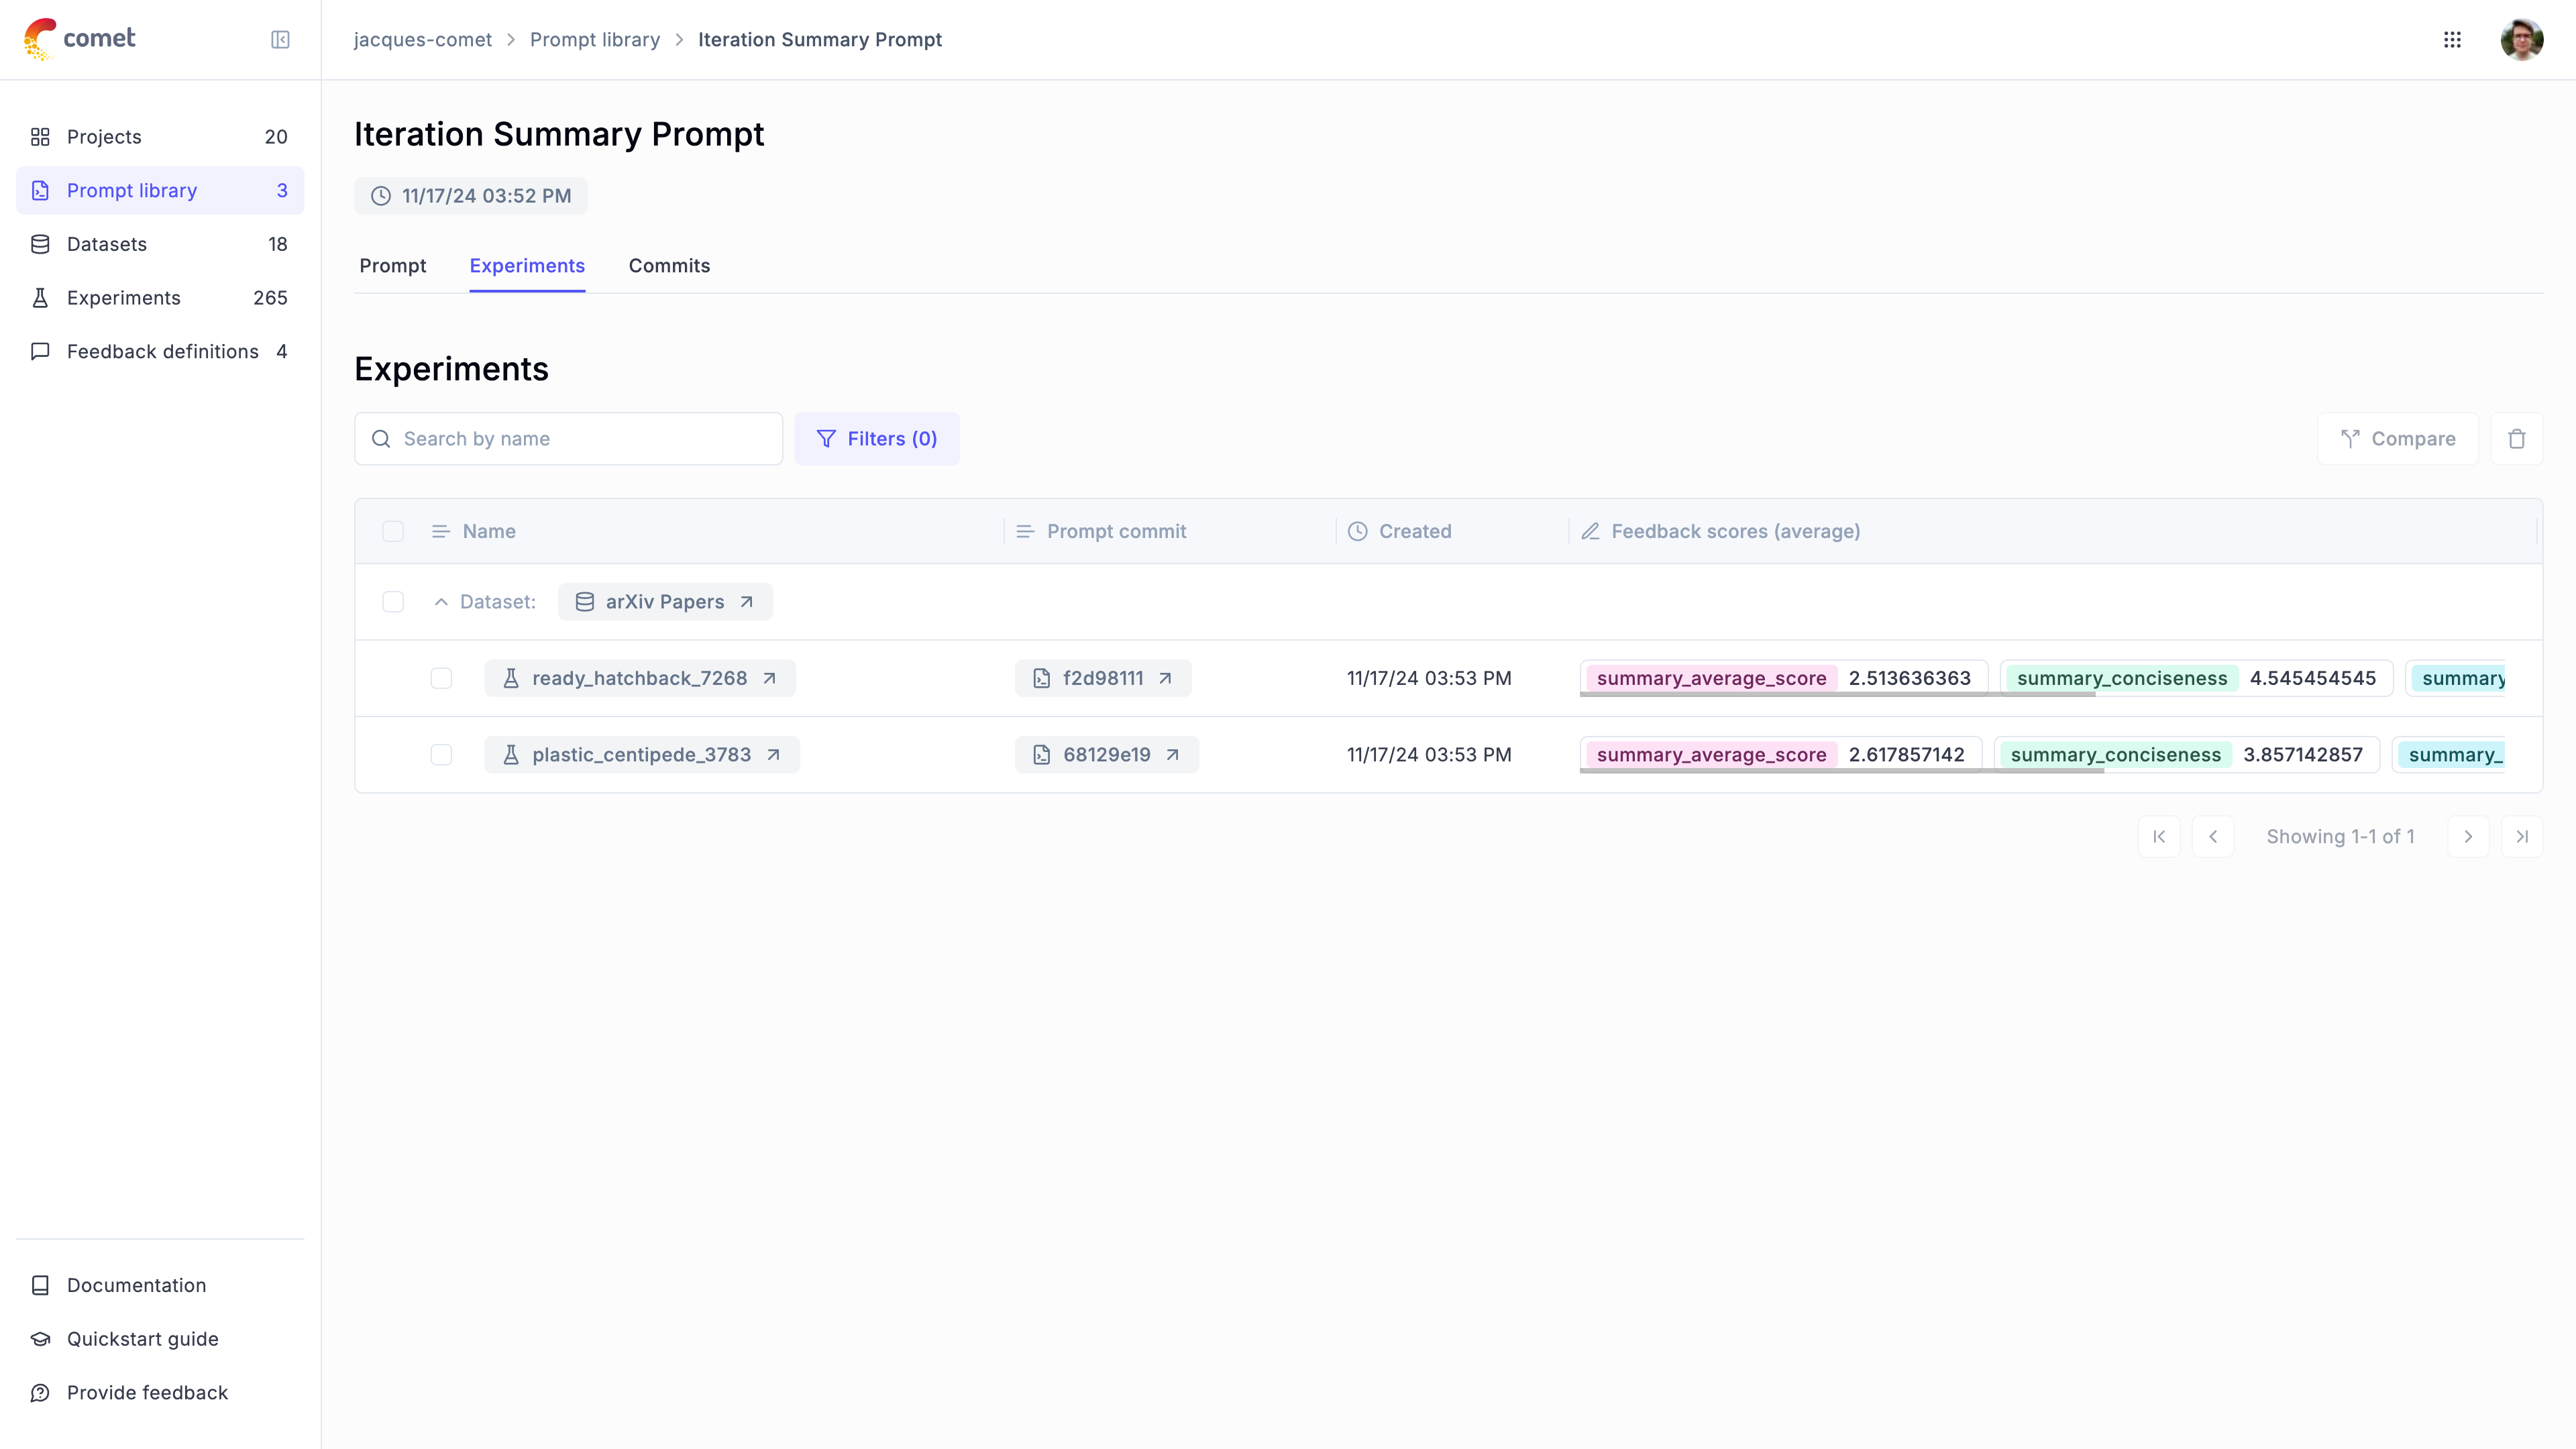 comet
jacques-comet > Prompt library > Iteration Summary Prompt
Projects 20
Prompt library 3
Datasets 18
Experiments 265
Feedback definitions 4
Iteration Summary Prompt
11/17/24 03:52 PM
Prompt Experiments Commits
Experiments
Search by name Filters (0) Compare
Name Prompt commit Created Feedback scores (average)
Dataset: arXiv Papers
ready_hatchback_7268 f2d98111 11/17/24 03:53 PM summary_average_score 2.513636363 summary_conciseness 4.545454545 summary
plastic_centipede_3783 68129e19 11/17/24 03:53 PM summary_average_score 2.617857142 summary_conciseness 3.857142857 summary_
Showing 1-1 of 1
Documentation
Quickstart guide
Provide feedback